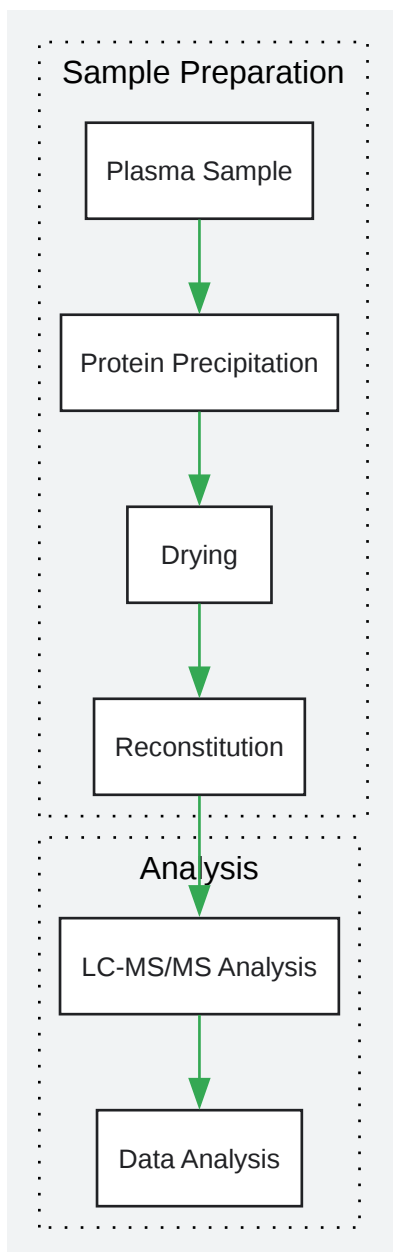 Sample Preparation
Plasma Sample
Protein Precipitation
Drying
Reconstitution
Analysis
LC-MS/MS Analysis
Data Analysis